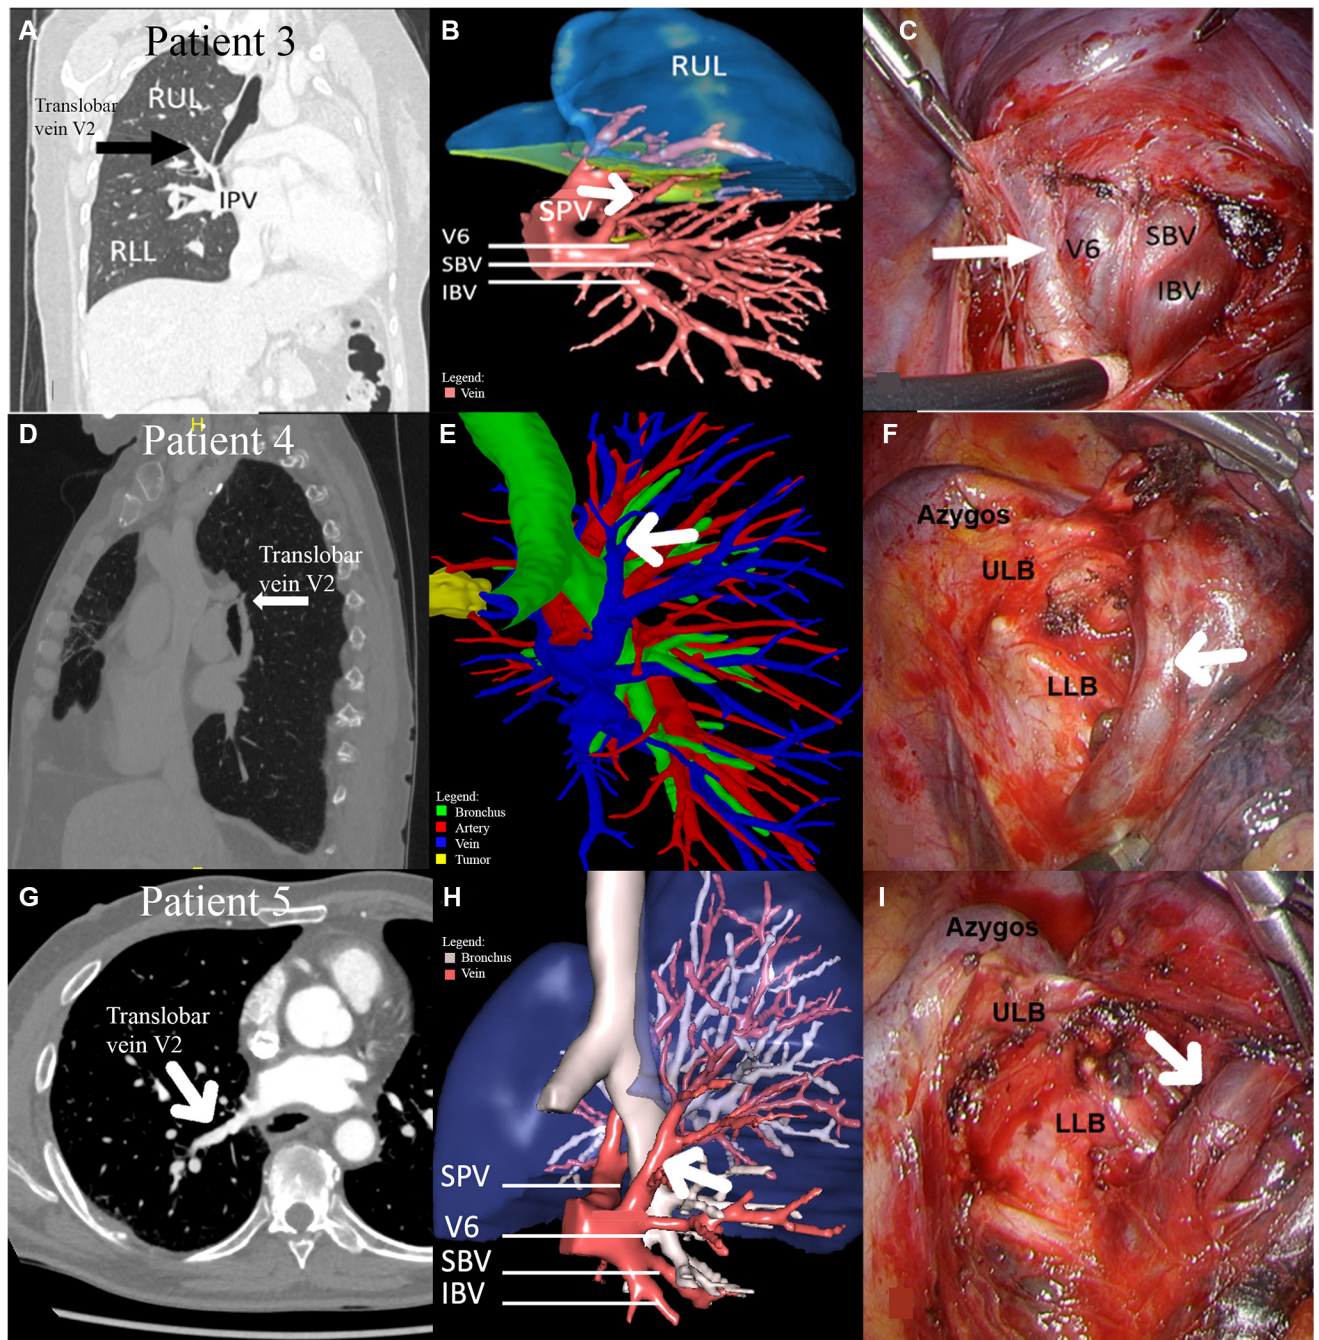 A
Patient 3
RUL
Translobar
vein V2
IPV
RLL
B
RUL
SPV
V6
SBV
IBV
Legend:
Vein
C
V6
SBV
IBV
D
H
Patient 4
Translobar
vein V2
E
Legend:
Bronchus
Artery
Vein
Tumor
F
Azygos
ULB
LLB
G
Patient 5
Translobar
vein V2
H
Legend:
Bronchus
Vein
SPV
V6
SBV
IBV
I
Azygos
ULB
LLB